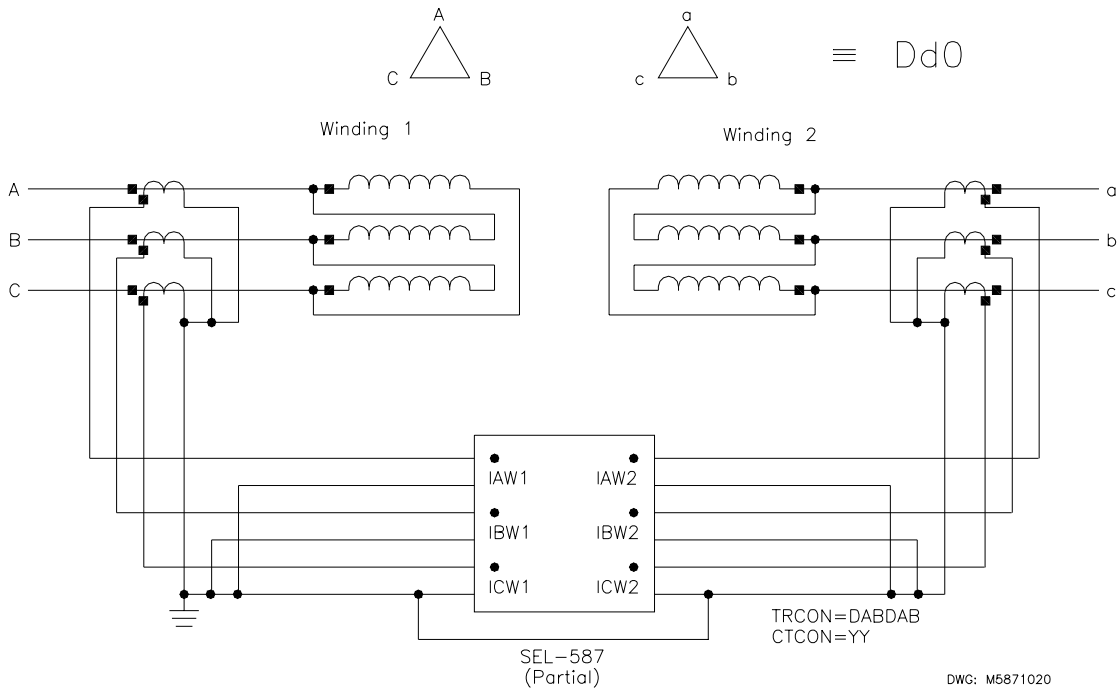 A
a
C
B
c
b
≡ Dd0
Winding 1
Winding 2
A
a
B
b
C
c
IAW1
IAW2
IBW1
IBW2
ICW1
ICW2
TRCON=DABDAB
CTCON=YY
SEL-587
(Partial)
DWG: M5871020